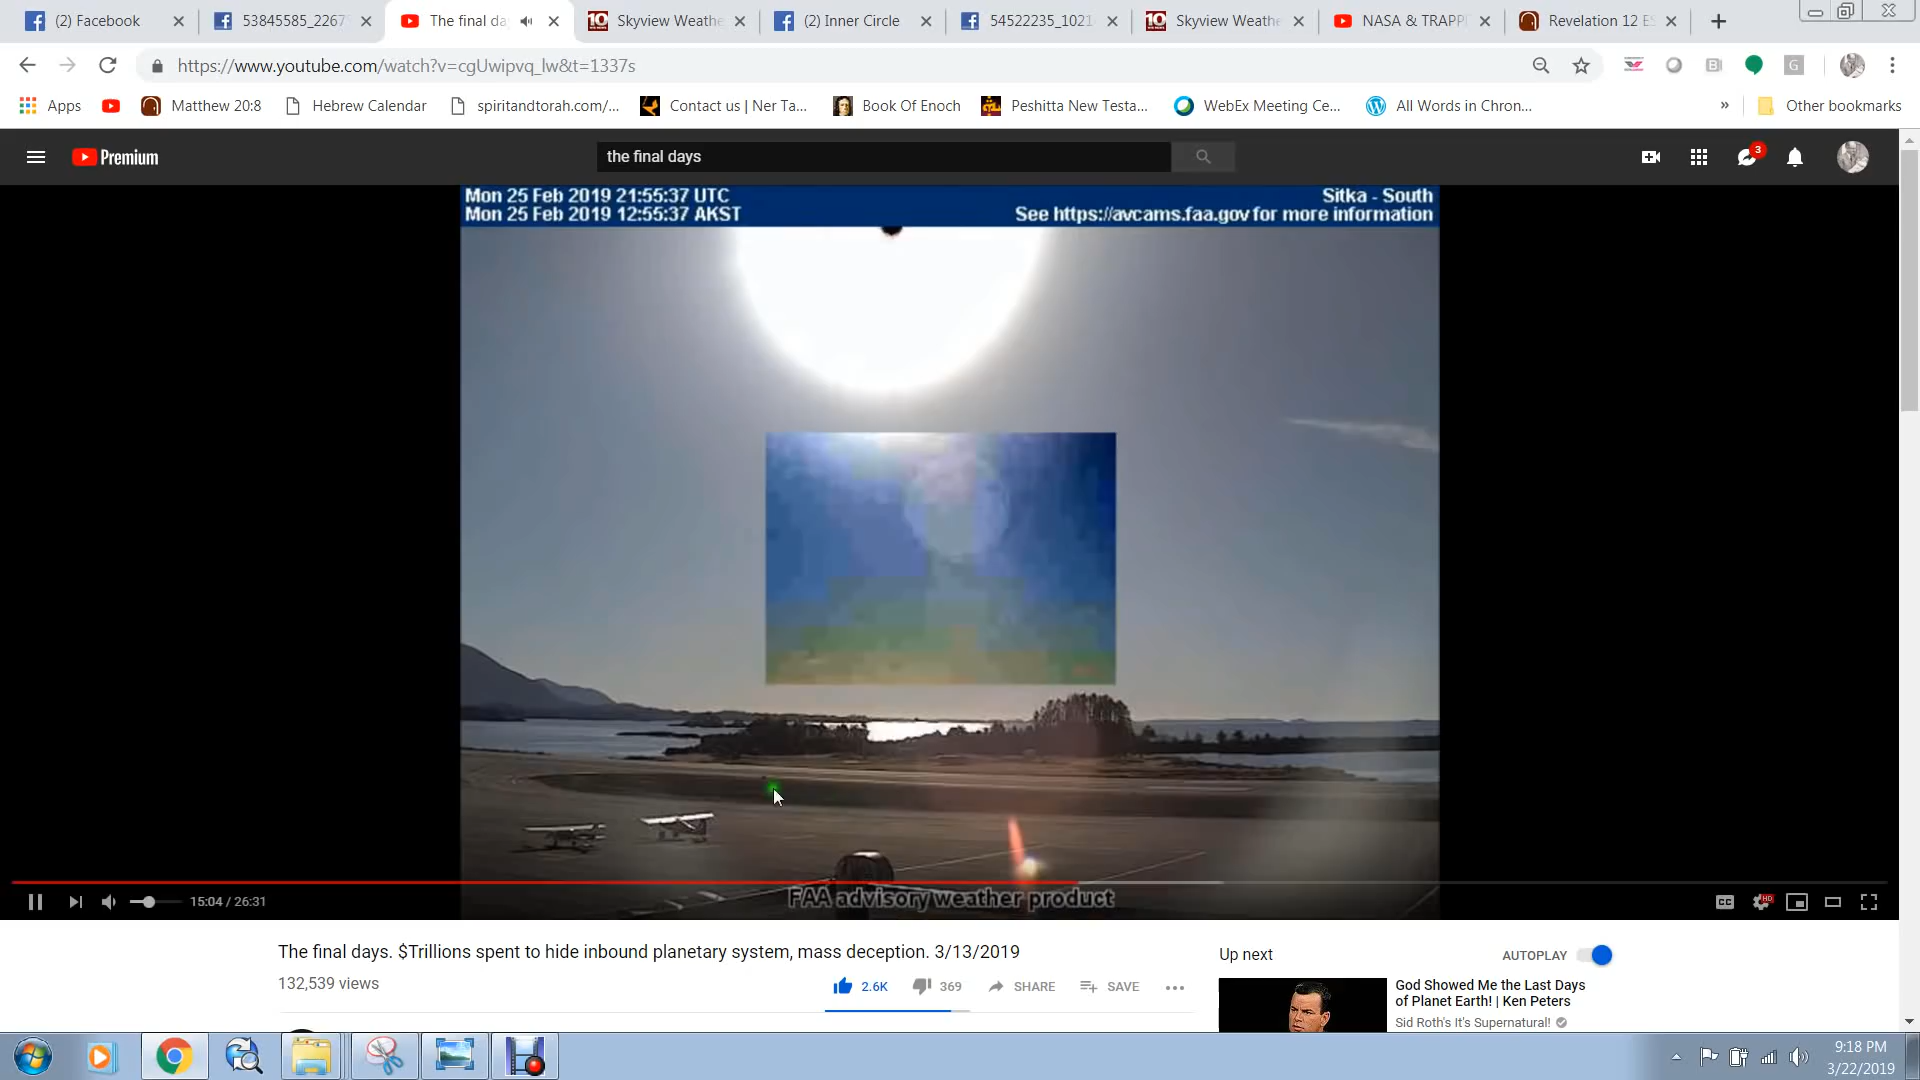 (2) Facebook
53845585_2267
The final da
Skyview Weathe
(2) Inner Circle
54522235_1021
Skyview Weathe
NASA & TRAPP
Revelation 12 ES
https://www.youtube.com/watch?v=cgUwipvq_lw&t=1337s
Apps
Matthew 20:8
Hebrew Calendar
spiritandtorah.com/...
Contact us | Ner Ta...
Book Of Enoch
Peshitta New Testa...
WebEx Meeting Ce...
All Words in Chron...
»
Other bookmarks
Premium
the final days
3
Mon 25 Feb 2019 21:55:37 UTC
Sitka - South
Mon 25 Feb 2019 12:55:37 AKST
See https://avcams.faa.gov for more information
FAA advisory weather product
15:04 / 26:31
CC
HD
The final days. $Trillions spent to hide inbound planetary system, mass deception. 3/13/2019
132,539 views
2.6K
369
SHARE
SAVE
Up next
AUTOPLAY
God Showed Me the Last Days
of Planet Earth! | Ken Peters
Sid Roth's It's Supernatural!
9:18 PM
3/22/2019